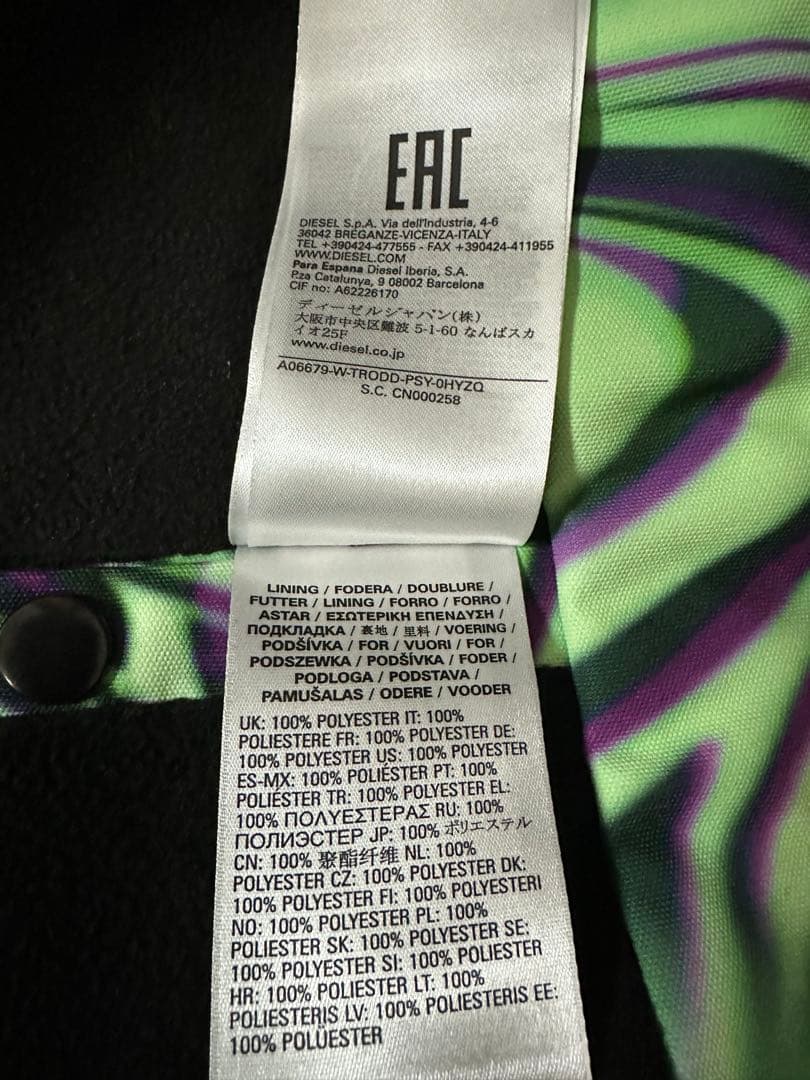 EAC
DIESEL S.p.A. Via dell'Industria, 4-6
36042 BREGANZE-VICENZA-ITALY
TEL +390424-477555 - FAX +390424-411955
WWW.DIESEL.COM
Para Espana Diesel Iberia, S.A.
Pza Catalunya, 9 08002 Barcelona
CIF no: A62226170
ディーゼルジャパン(株)
大阪市中央区難波 5-1-60 なんばスカ
イオ25F
www.diesel.co.jp
A06679-W-TRODD-PSY-0HYZQ
S.C. CN000258
LINING / FODERA / DOUBLURE /
FUTTER / LINING / FORRO / FORRO /
ASTAR / ΕΣΩΤΕΡΙΚΗ ΕΠΕΝΔΥΣΗ /
ПОДКЛАДКА / 裏地 / 里料 / VOERING /
PODŠÍVKA / FOR / VUORI / FOR /
PODSZEWKA / PODŠÍVKA / FODER /
PODLOGA / PODSTAVA /
PAMUŠALAS / ODERE / VOODER
UK: 100% POLYESTER IT: 100%
POLIESTERE FR: 100% POLYESTER DE:
100% POLYESTER US: 100% POLYESTER
ES-MX: 100% POLIÉSTER PT: 100%
POLIÉSTER TR: 100% POLYESTER EL:
100% ΠΟΛΥΕΣΤΕΡΑΣ RU: 100%
ПОЛИЭСТЕР JP: 100% ポリエステル
CN: 100% 聚酯纤维 NL: 100%
POLYESTER CZ: 100% POLYESTER DK:
100% POLYESTER FI: 100% POLYESTERI
NO: 100% POLYESTER PL: 100%
POLIESTER SK: 100% POLYESTER SE:
100% POLYESTER SI: 100% POLIESTER
HR: 100% POLIESTER LT: 100%
POLIESTERIS LV: 100% POLIESTERIS EE:
100% POLÜESTER